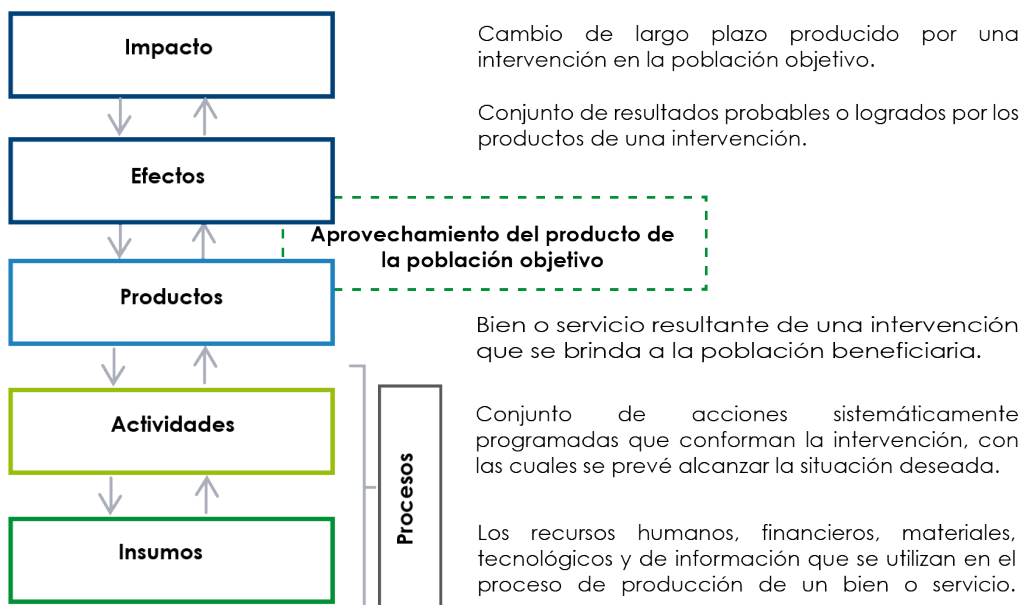 Impacto
Cambio de largo plazo producido por una
intervención en la población objetivo.
Conjunto de resultados probables o logrados por los
productos de una intervención.
Efectos
Aprovechamiento del producto de
la población objetivo
Productos
Bien o servicio resultante de una intervención
que se brinda a la población beneficiaria.
Actividades
Conjunto de acciones sistemáticamente
programadas que conforman la intervención, con
las cuales se prevé alcanzar la situación deseada.
Procesos
Insumos
Los recursos humanos, financieros, materiales,
tecnológicos y de información que se utilizan en el
proceso de producción de un bien o servicio.